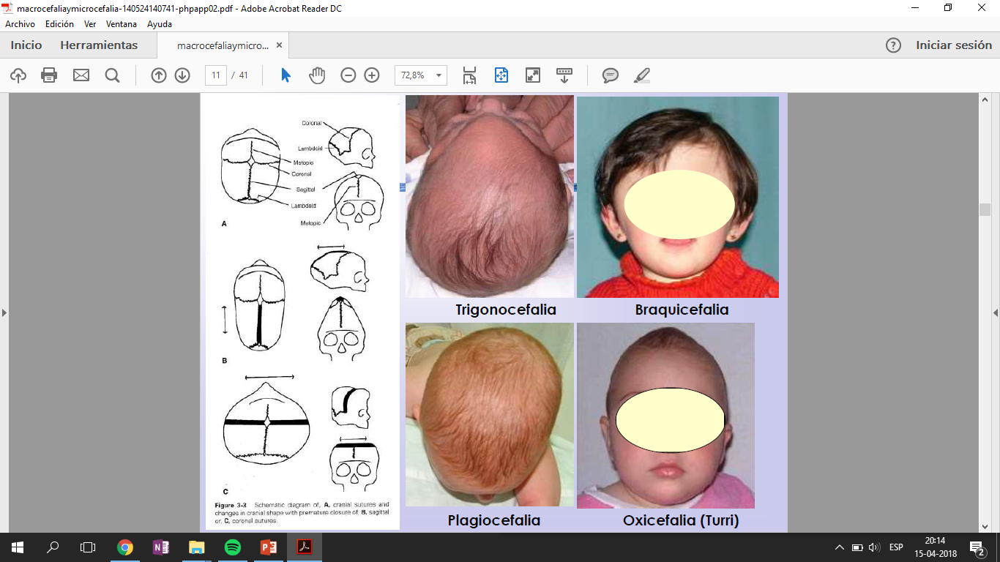 macrocefaliaymicrocefalia-140524140741-phpapp02.pdf - Adobe Acrobat Reader DC
Archivo Edición Ver Ventana Ayuda
Inicio Herramientas macrocefaliaymicro... Iniciar sesión
11 / 41 72,8%
Coronal
Lambdoid
Metopic
Coronal
Sagittal
Lambdoid
Metopic
A
B
C
Figure 3-3 Schematic diagram of, A, cranial sutures and
changes in cranial shape with premature closure of, B, sagittal
or, C, coronal sutures.
Trigonocefalia
Braquicefalia
Plagiocefalia
Oxicefalia (Turri)
ESP
20:14
15-04-2018
2